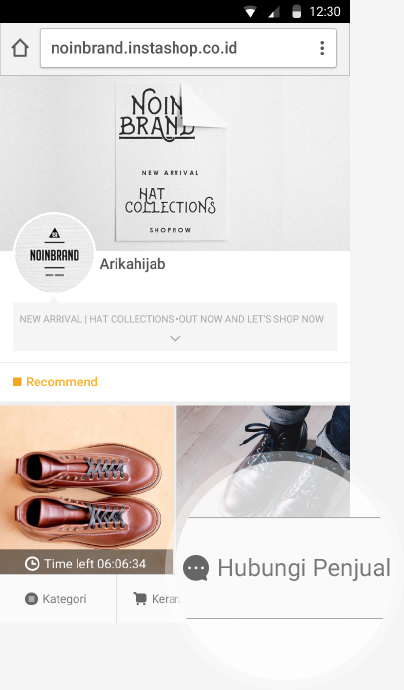 12:30
noinbrand.instashop.co.id
NOIN
BRAND
NEW ARRIVAL
HAT
COLLECTIONS
SHOPNOW
NOINBRAND
Arikahijab
NEW ARRIVAL | HAT COLLECTIONS•OUT NOW AND LET'S SHOP NOW
Recommend
Time left 06:06:34
Hubungi Penjual
Kategori
Keran